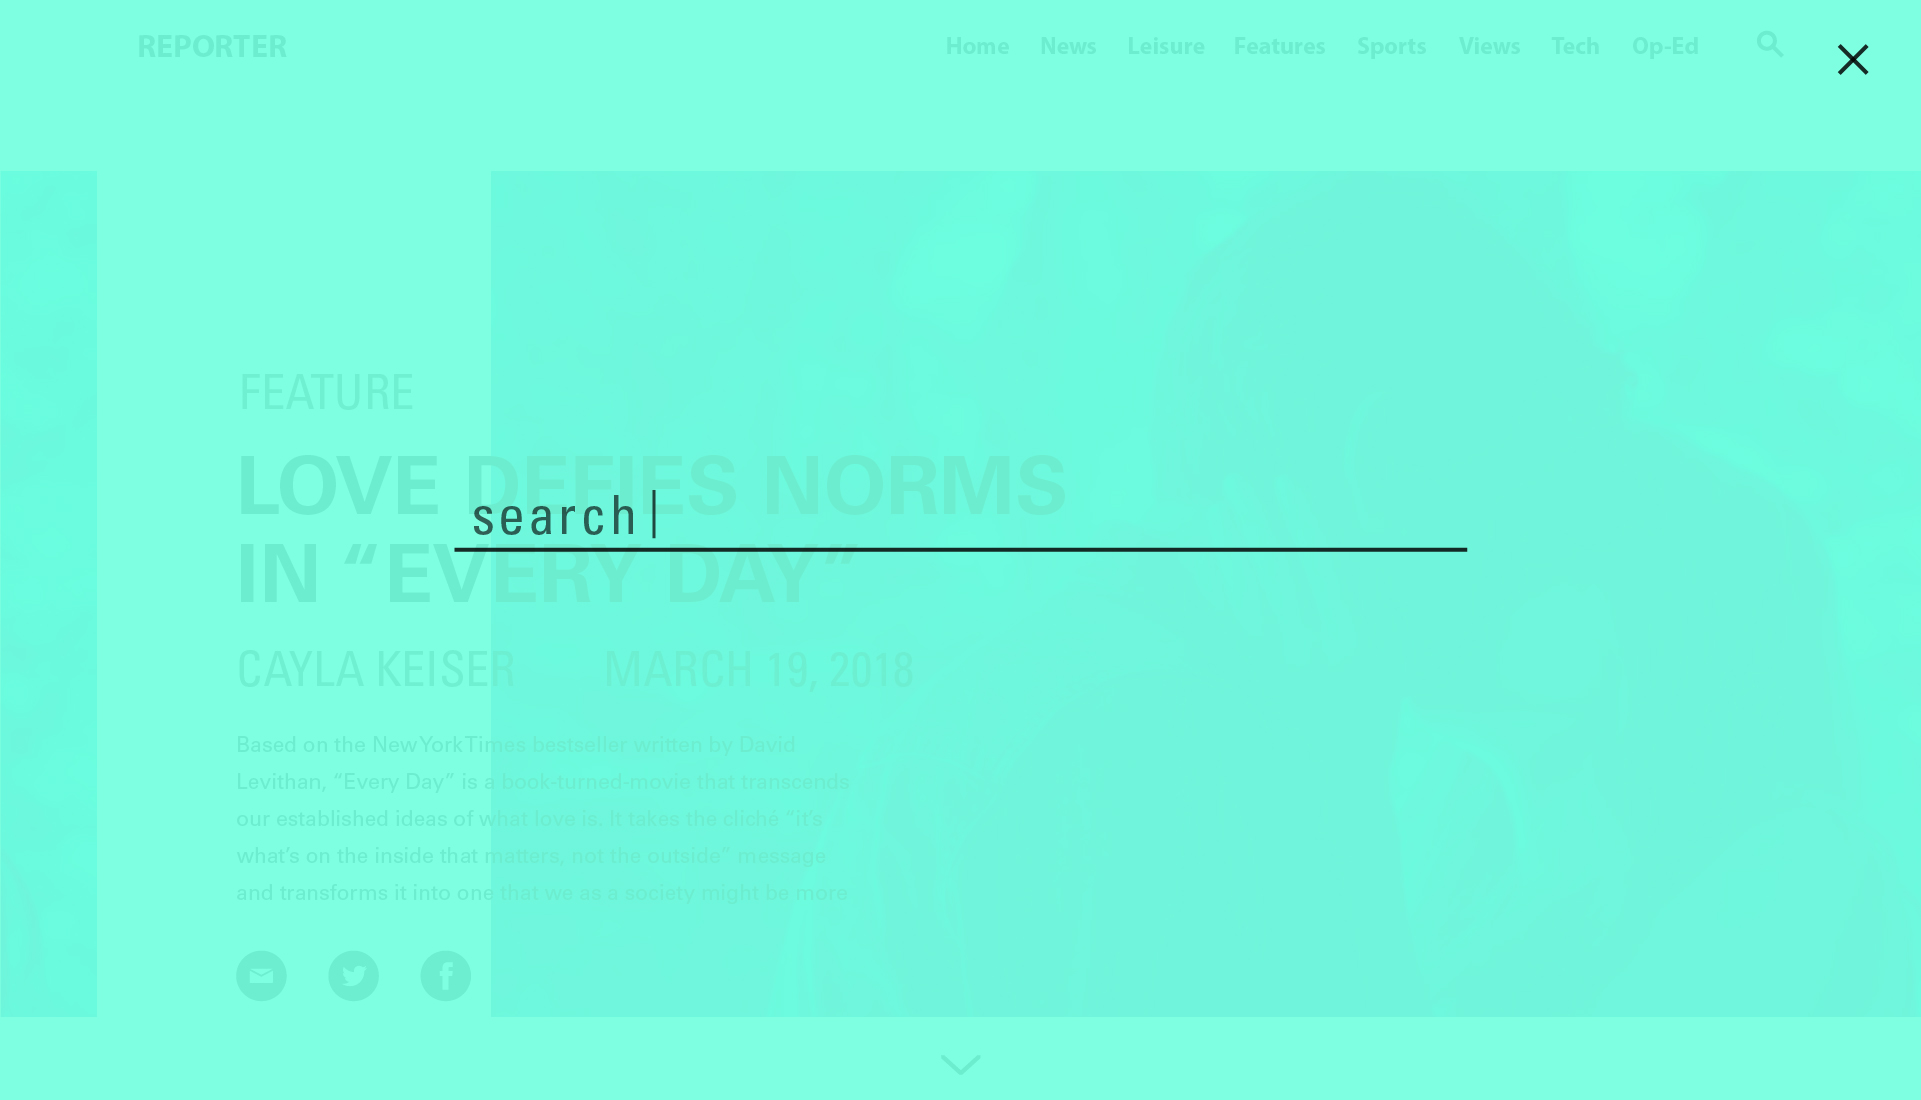 REPORTER
Home News Leisure Features Sports Views Tech Op-Ed
FEATURE
LOVE DEFIES NORMS
search
IN “EVERY DAY”
CAYLA KEISER MARCH 19, 2018
Based on the New York Times bestseller written by David
Levithan, “Every Day” is a book-turned-movie that transcends
our established ideas of what love is. It takes the cliché “it’s
what’s on the inside that matters, not the outside” message
and transforms it into one that we as a society might be more